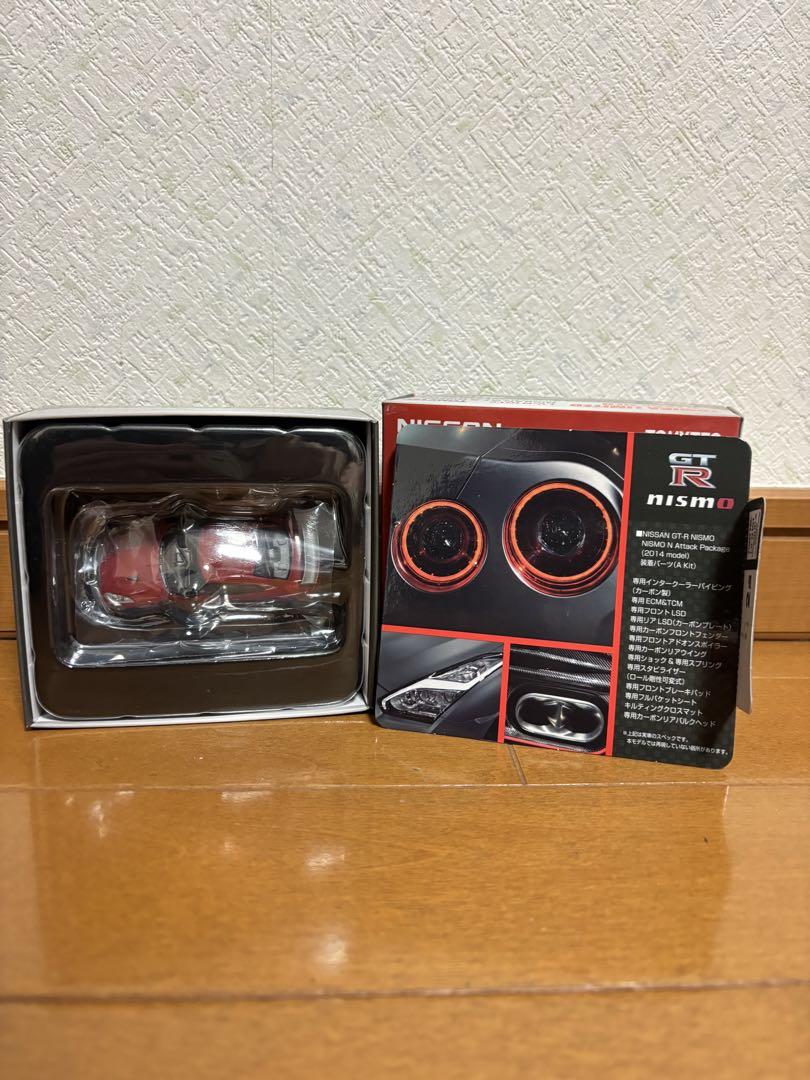 NISSAN
GT
R
nismo
■NISSAN GT-R NISMO
NISMO N Attack Package
(2014 model)
装着パーツ(A Kit)
専用インタークーラーパイピング
(カーボン製)
専用 ECM&TCM
専用フロント LSD
専用リア LSD(カーボンプレート)
専用カーボンフロントフェンダー
専用フロントアドオンスポイラー
専用カーボンリアウイング
専用ショック & 専用スプリング
専用スタビライザー
(ロール剛性可変式)
専用フロントブレーキパッド
専用フルバケットシート
キルティングクロスマット
専用カーボンリアバルクヘッド
※上記は実車のスペックです。
本モデルでは再現していない箇所があります。